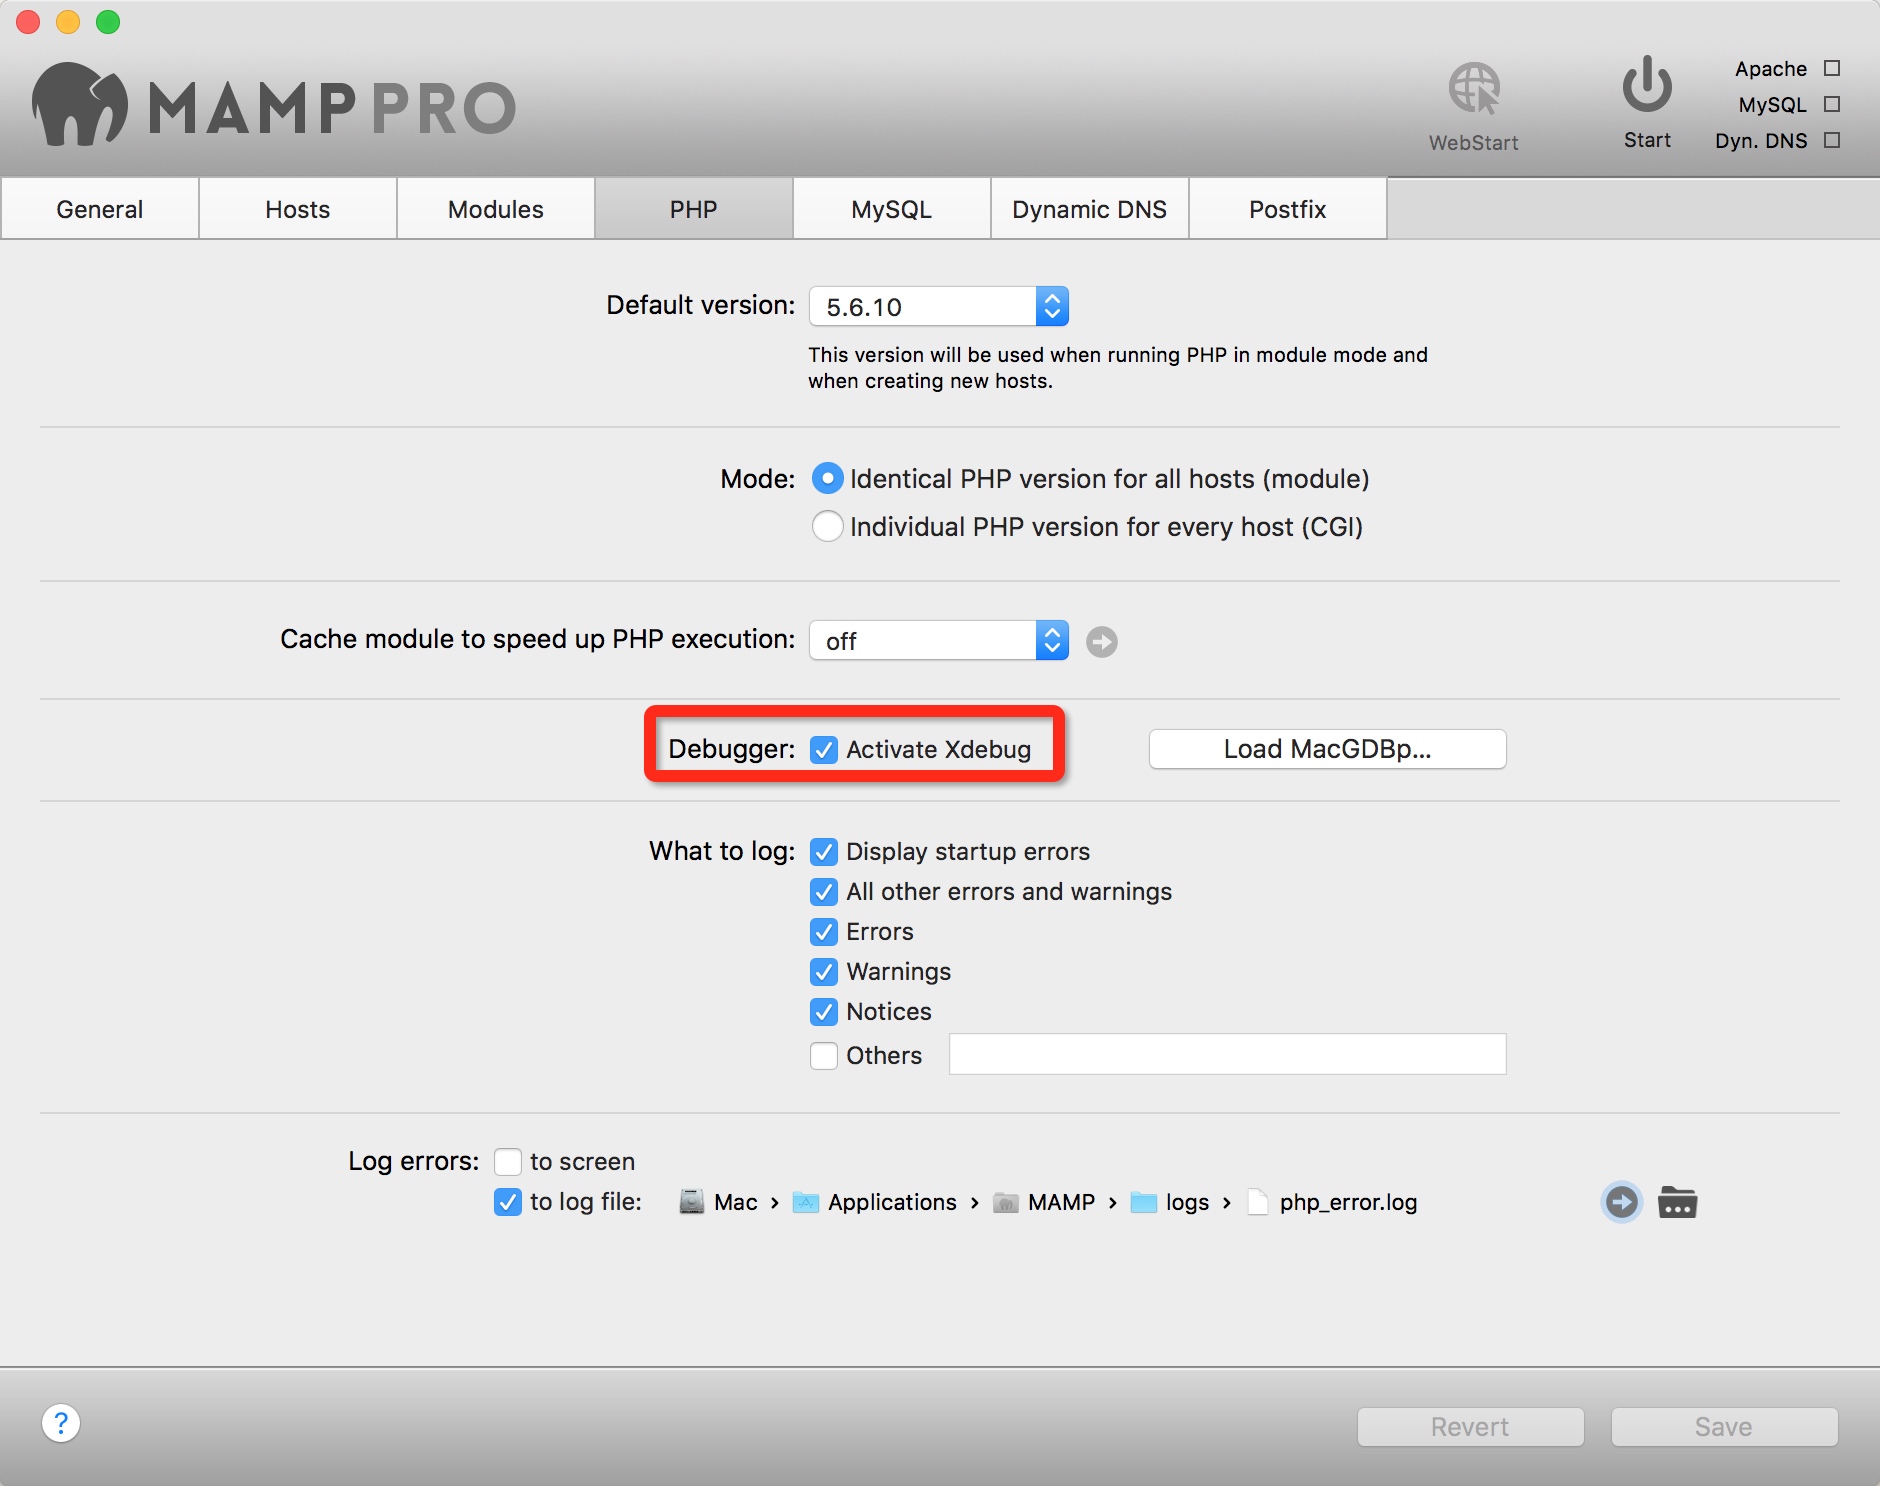 MAMP PRO
WebStart
Start
Apache
MySQL
Dyn. DNS
General Hosts Modules PHP MySQL Dynamic DNS Postfix
Default version: 5.6.10
This version will be used when running PHP in module mode and
when creating new hosts.
Mode: Identical PHP version for all hosts (module)
Individual PHP version for every host (CGI)
Cache module to speed up PHP execution: off
Debugger: Activate Xdebug Load MacGDBp...
What to log: Display startup errors
All other errors and warnings
Errors
Warnings
Notices
Others
Log errors: to screen
to log file: Mac › Applications › MAMP › logs › php_error.log
? Revert Save